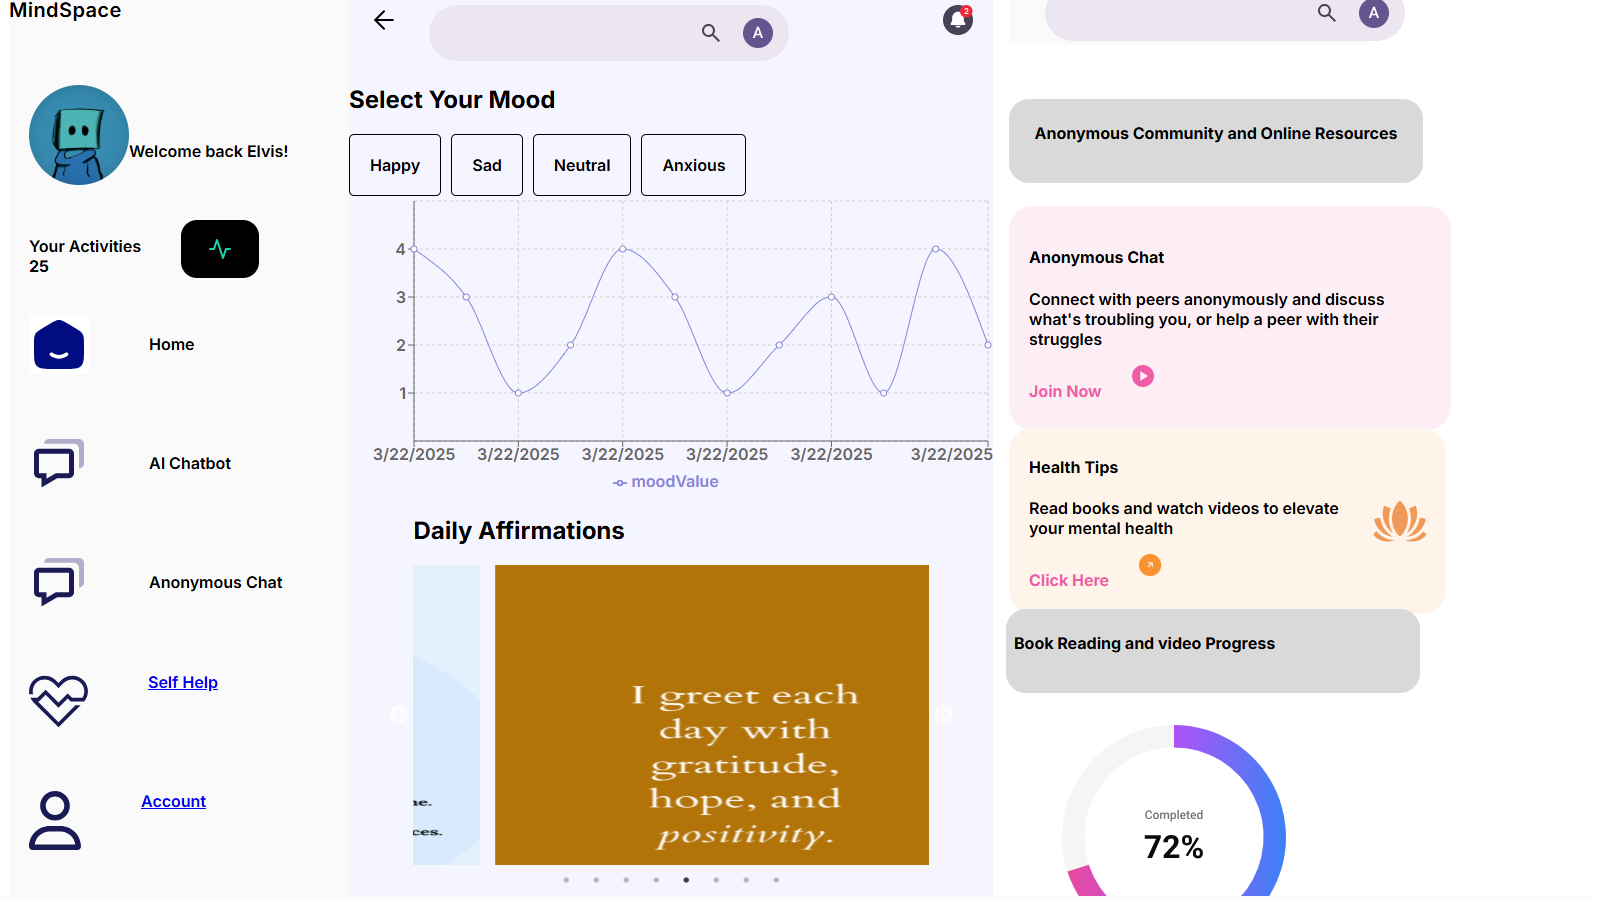 MindSpace
Welcome back Elvis!
Your Activities
25
Home
AI Chatbot
Anonymous Chat
Self Help
Account
A
2
Select Your Mood
Happy
Sad
Neutral
Anxious
4
3
2
1
3/22/2025 3/22/2025 3/22/2025 3/22/2025 3/22/2025 3/22/2025
moodValue
Daily Affirmations
ne.
ces.
I greet each
day with
gratitude,
hope, and
positivity.
A
Anonymous Community and Online Resources
Anonymous Chat
Connect with peers anonymously and discuss
what's troubling you, or help a peer with their
struggles
Join Now
Health Tips
Read books and watch videos to elevate
your mental health
Click Here
Book Reading and video Progress
Completed
72%